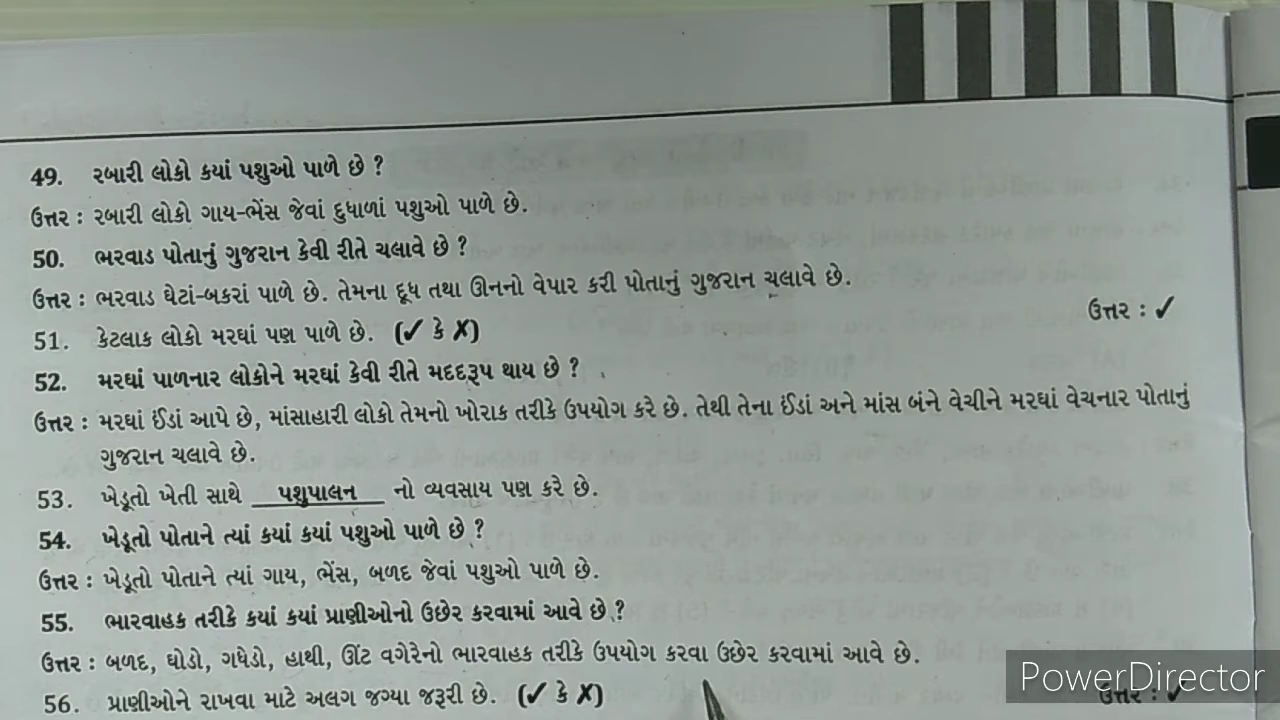 49. રબારી લોકો કયાં પશુઓ પાળે છે ?
ઉત્તર : રબારી લોકો ગાય-ભેંસ જેવાં દુધાળાં પશુઓ પાળે છે.
50. ભરવાડ પોતાનું ગુજરાન કેવી રીતે ચલાવે છે ?
ઉત્તર : ભરવાડ ઘેટાં-બકરાં પાળે છે. તેમના દૂધ તથા ઊનનો વેપાર કરી પોતાનું ગુજરાન ચલાવે છે.
51. કેટલાક લોકો મરઘાં પણ પાળે છે. (✓ કે ✗) ઉત્તર : ✓
52. મરઘાં પાળનાર લોકોને મરઘાં કેવી રીતે મદદરૂપ થાય છે ?
ઉત્તર : મરઘાં ઈંડાં આપે છે, માંસાહારી લોકો તેમનો ખોરાક તરીકે ઉપયોગ કરે છે. તેથી તેના ઈંડાં અને માંસ બંને વેચીને મરઘાં વેચનાર પોતાનું
ગુજરાન ચલાવે છે.
53. ખેડૂતો ખેતી સાથે પશુપાલન નો વ્યવસાય પણ કરે છે.
54. ખેડૂતો પોતાને ત્યાં કયાં કયાં પશુઓ પાળે છે ?
ઉત્તર : ખેડૂતો પોતાને ત્યાં ગાય, ભેંસ, બળદ જેવાં પશુઓ પાળે છે.
55. ભારવાહક તરીકે કયાં કયાં પ્રાણીઓનો ઉછેર કરવામાં આવે છે ?
ઉત્તર : બળદ, ઘોડો, ગધેડો, હાથી, ઊંટ વગેરેનો ભારવાહક તરીકે ઉપયોગ કરવા ઉછેર કરવામાં આવે છે.
56. પ્રાણીઓને રાખવા માટે અલગ જગ્યા જરૂરી છે. (✓ કે ✗) ઉત્તર : ✓
PowerDirector